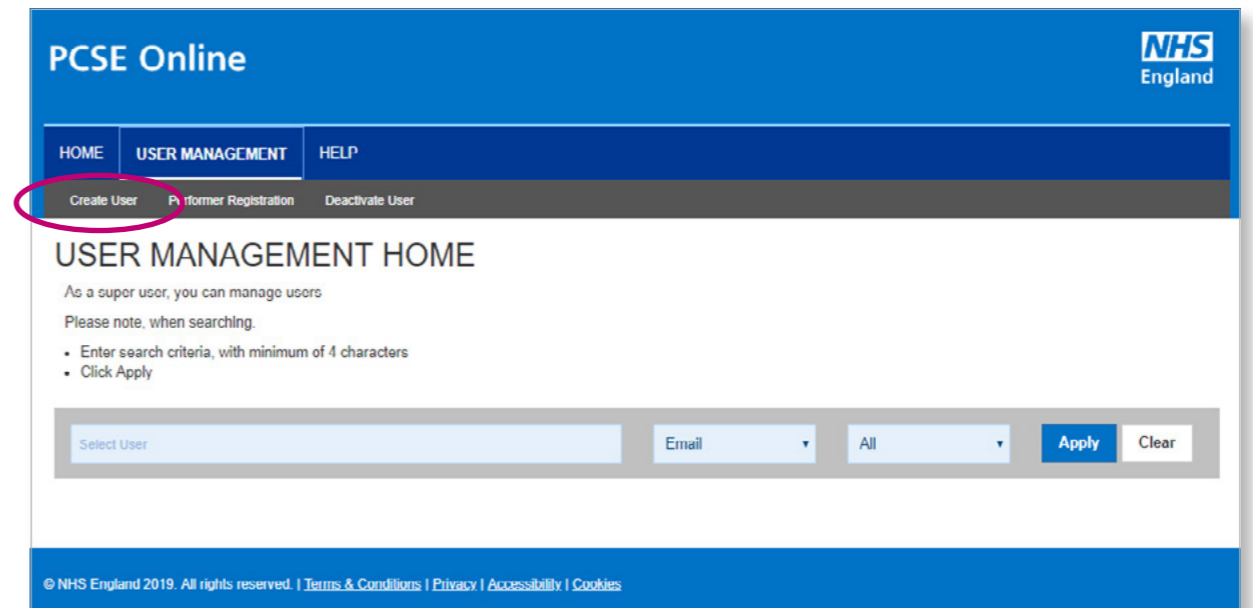 PCSE Online
NHS
England
HOME USER MANAGEMENT HELP
Create User Performer Registration Deactivate User
USER MANAGEMENT HOME
As a super user, you can manage users
Please note, when searching.
• Enter search criteria, with minimum of 4 characters
• Click Apply
Select User Email All Apply Clear
© NHS England 2019. All rights reserved. | Terms & Conditions | Privacy | Accessibility | Cookies